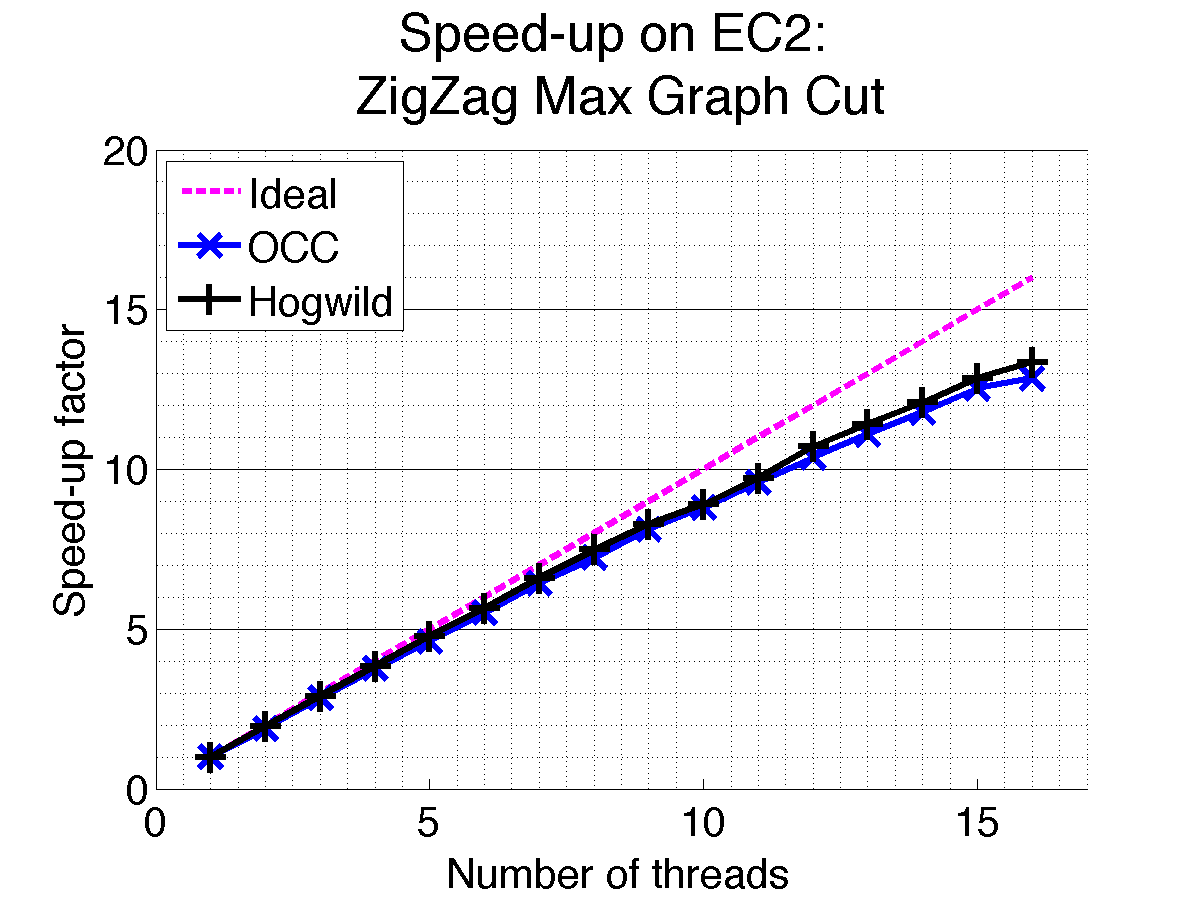 Speed-up on EC2:
ZigZag Max Graph Cut
20
Ideal
OCC
Hogwild
15
10
5
0
Speed-up factor
0 5 10 15
Number of threads